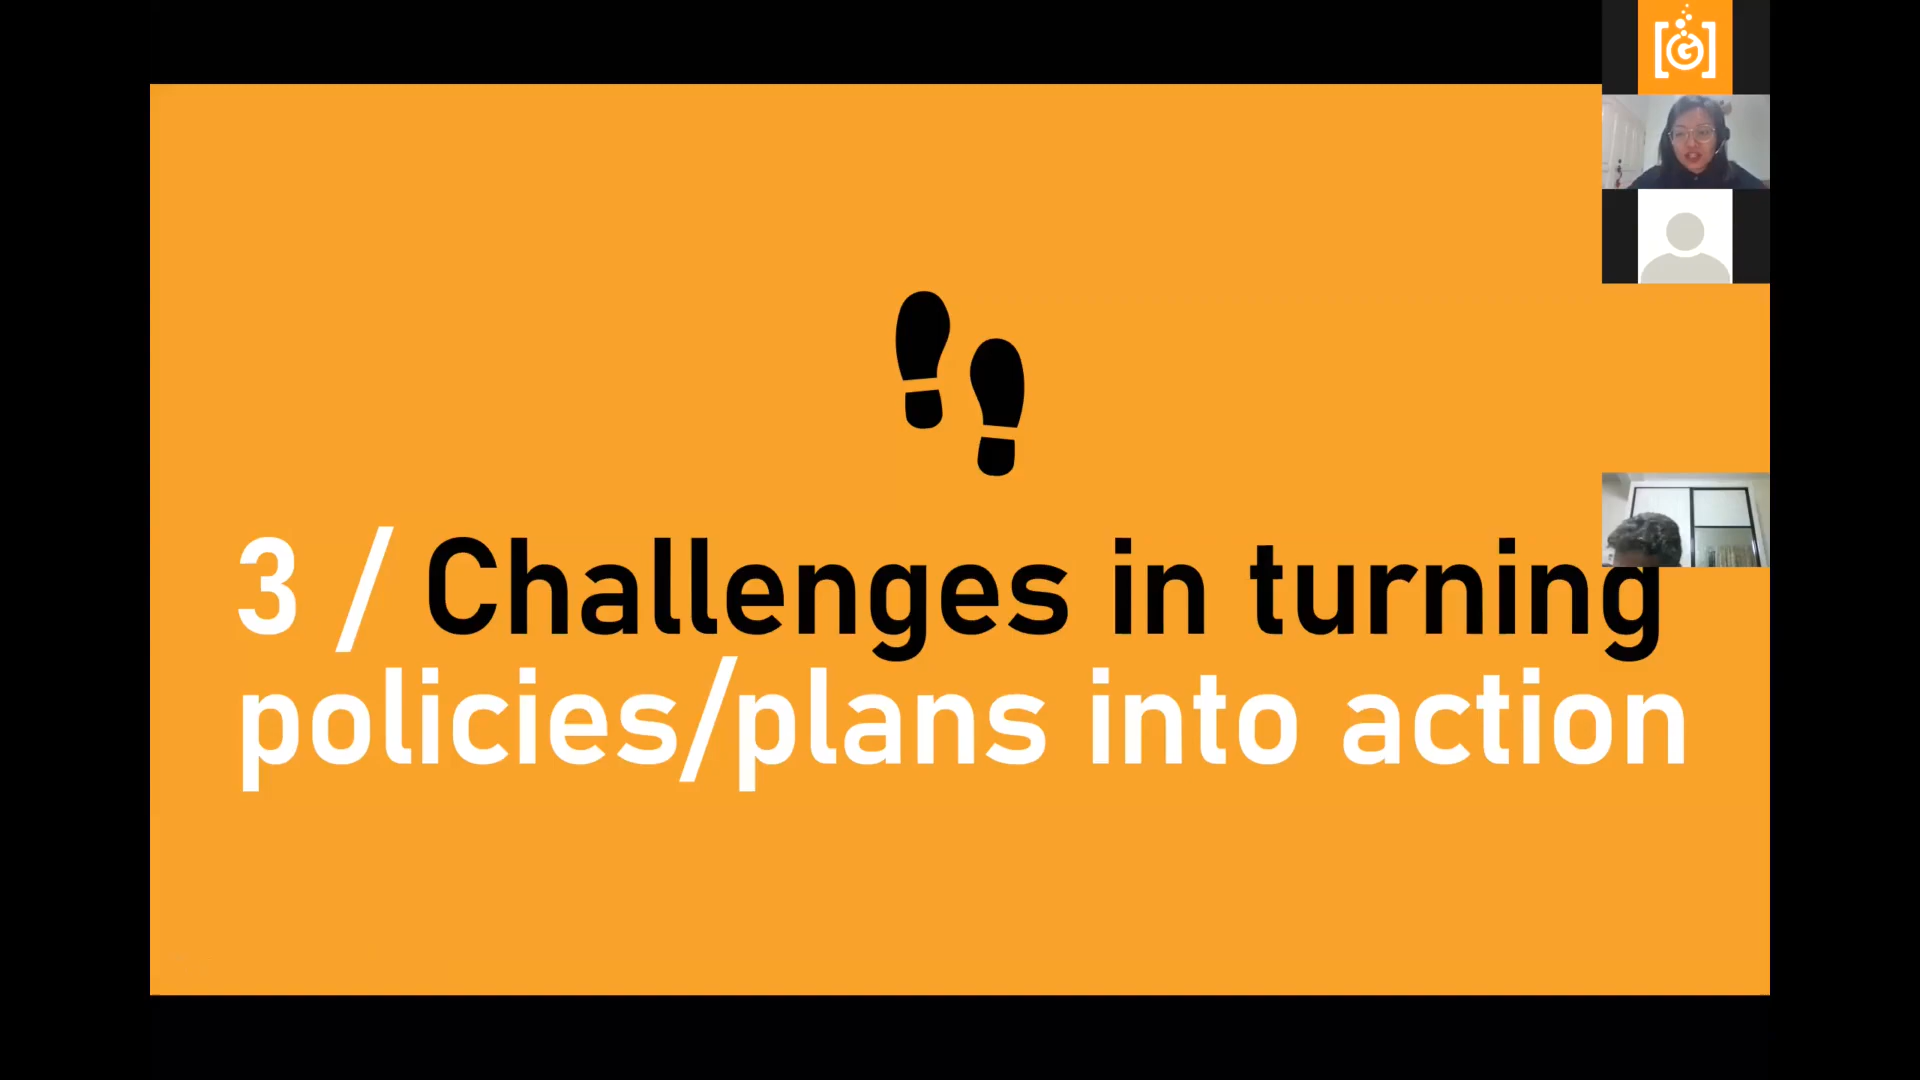 3 / Challenges in turning
policies/plans into action